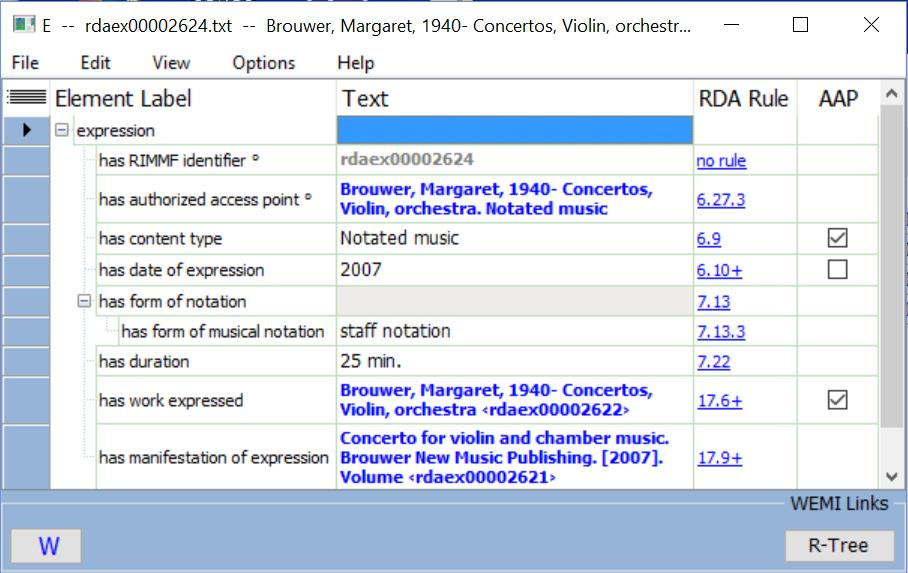 E -- rdaex00002624.txt -- Brouwer, Margaret, 1940- Concertos, Violin, orchestr...
File Edit View Options Help
Element Label Text RDA Rule AAP
expression
has RIMMF identifier ° rdaex00002624 no rule
has authorized access point ° Brouwer, Margaret, 1940- Concertos,
Violin, orchestra. Notated music 6.27.3
has content type Notated music 6.9
has date of expression 2007 6.10+
has form of notation 7.13
has form of musical notation staff notation 7.13.3
has duration 25 min. 7.22
has work expressed Brouwer, Margaret, 1940- Concertos,
Violin, orchestra <rdaex00002622> 17.6+
has manifestation of expression Concerto for violin and chamber music.
Brouwer New Music Publishing. [2007].
Volume <rdaex00002621> 17.9+
WEMI Links
W R-Tree